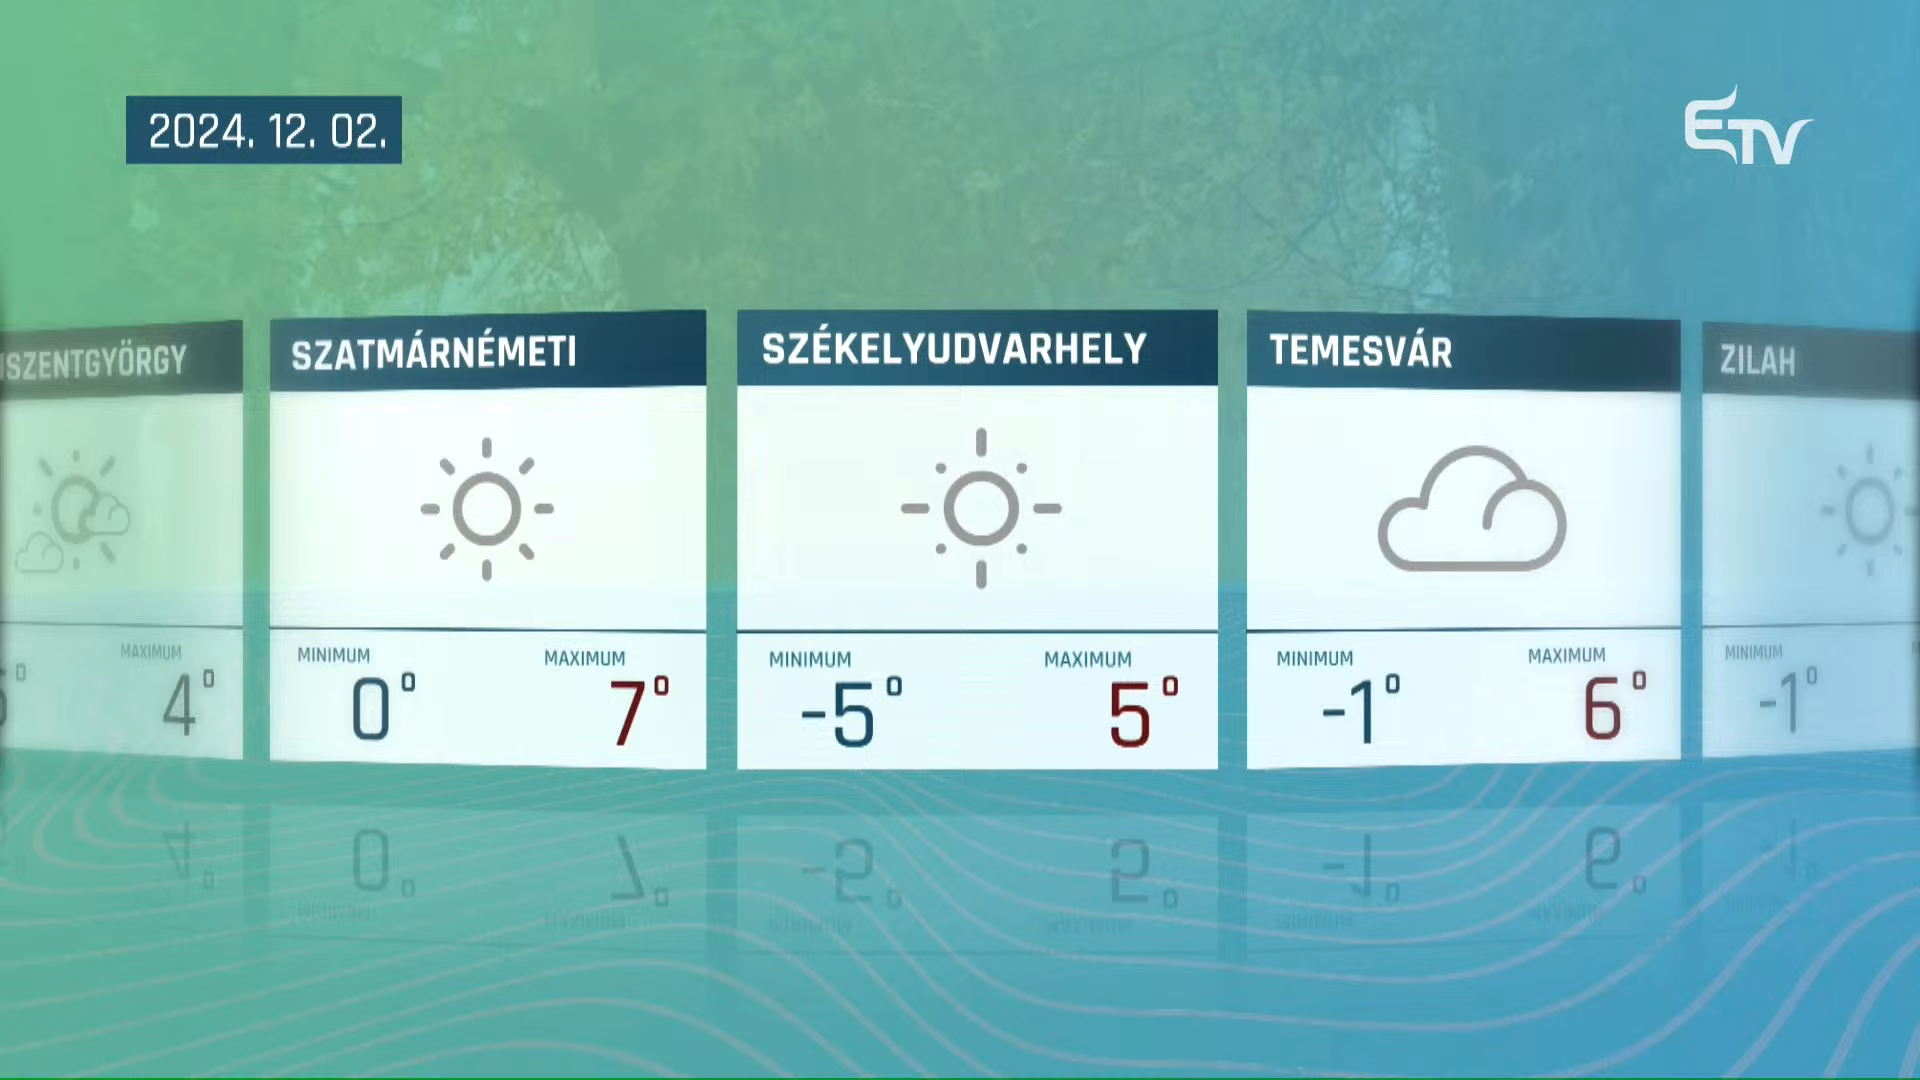 2024. 12. 02.
ETV
SZENTGYÖRGY
MAXIMUM
4°
SZATMÁRNÉMETI
MINIMUM MAXIMUM
0° 7°
SZÉKELYUDVARHELY
MINIMUM MAXIMUM
-5° 5°
TEMESVÁR
MINIMUM MAXIMUM
-1° 6°
ZILAH
MINIMUM
-1°